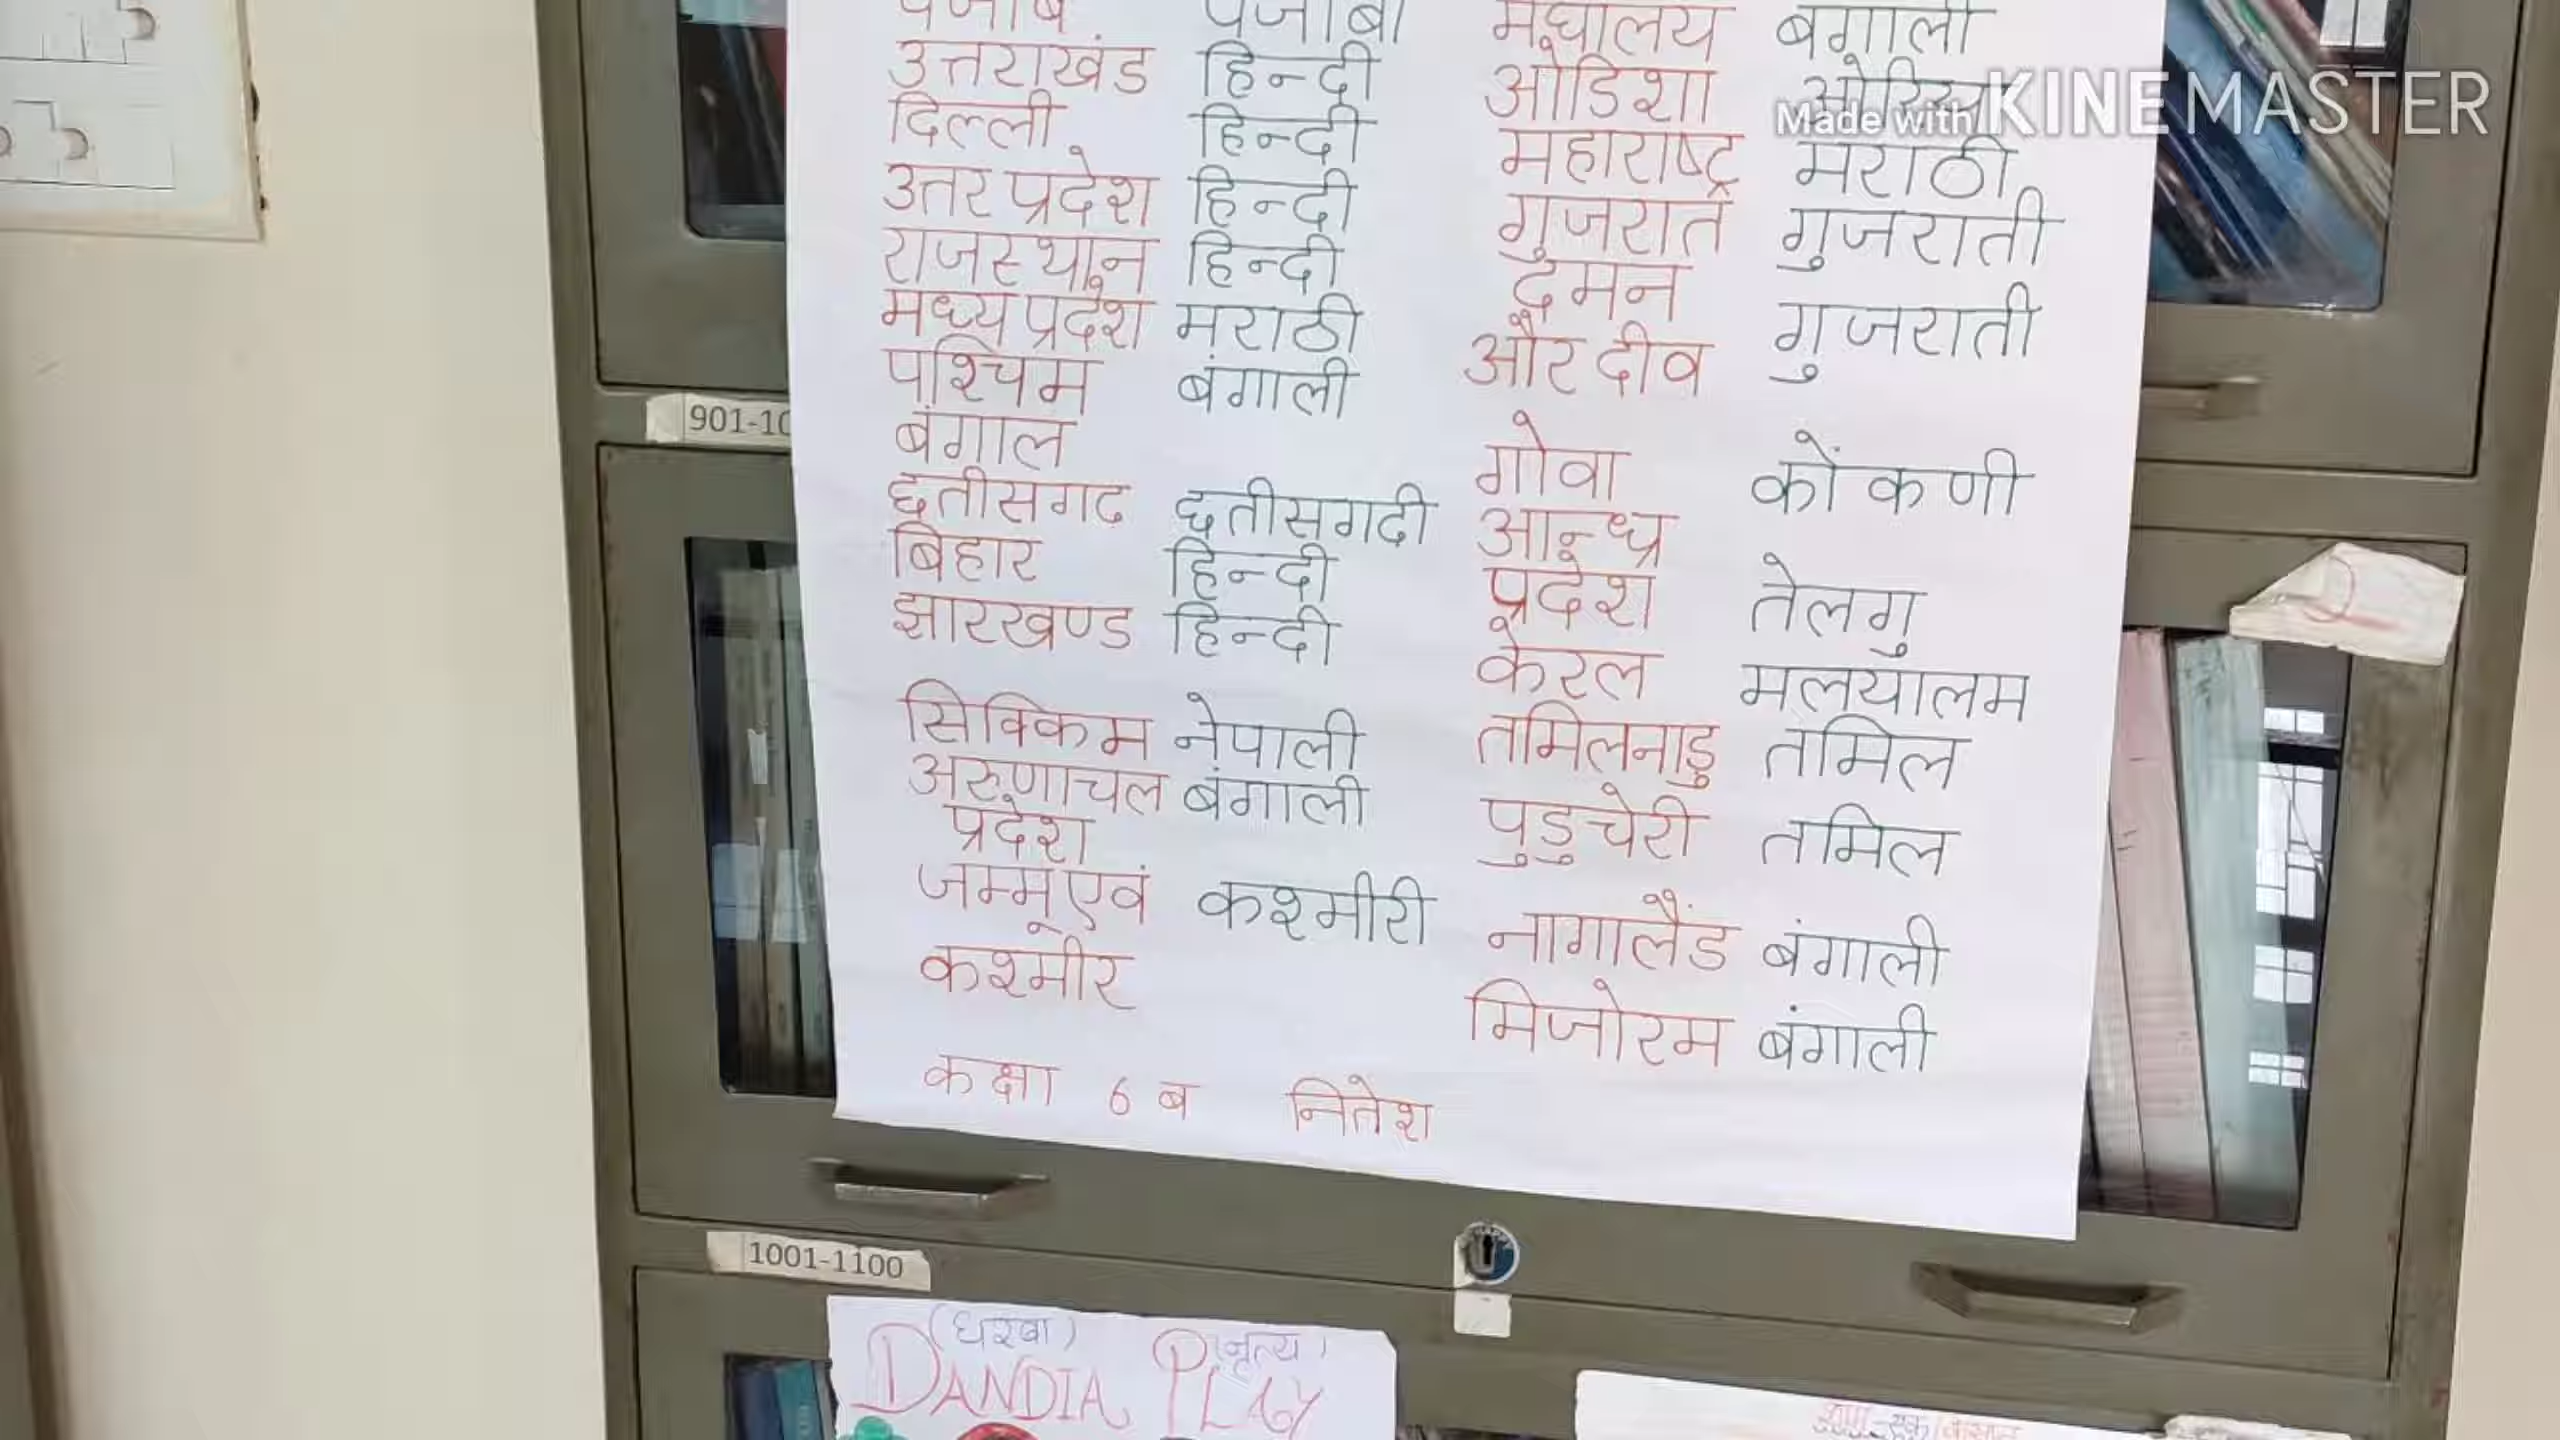 पंजाब पंजाबी
उत्तराखंड हिन्दी
दिल्ली हिन्दी
उत्तर प्रदेश हिन्दी
राजस्थान हिन्दी
मध्य प्रदेश मराठी
पश्चिम बंगाली
बंगाल
छत्तीसगढ छत्तीसगढी
बिहार हिन्दी
झारखण्ड हिन्दी
सिक्किम नेपाली
अरुणाचल बंगाली
प्रदेश
जम्मू एवं कश्मीरी
कश्मीर
मेघालय बंगाली
ओडिशा
महाराष्ट्र मराठी
गुजरात गुजराती
दमन
और दीव गुजराती
गोवा कोंकणी
आन्ध्र
प्रदेश तेलगु
केरल मलयालम
तमिलनाडु तमिल
पुडुचेरी तमिल
नागालैंड बंगाली
मिजोरम बंगाली
कक्षा 6 ब नितेश
Made with KINEMASTER
901-10
1001-1100
(धरबा) (नृत्य)
DANDIA PLAY